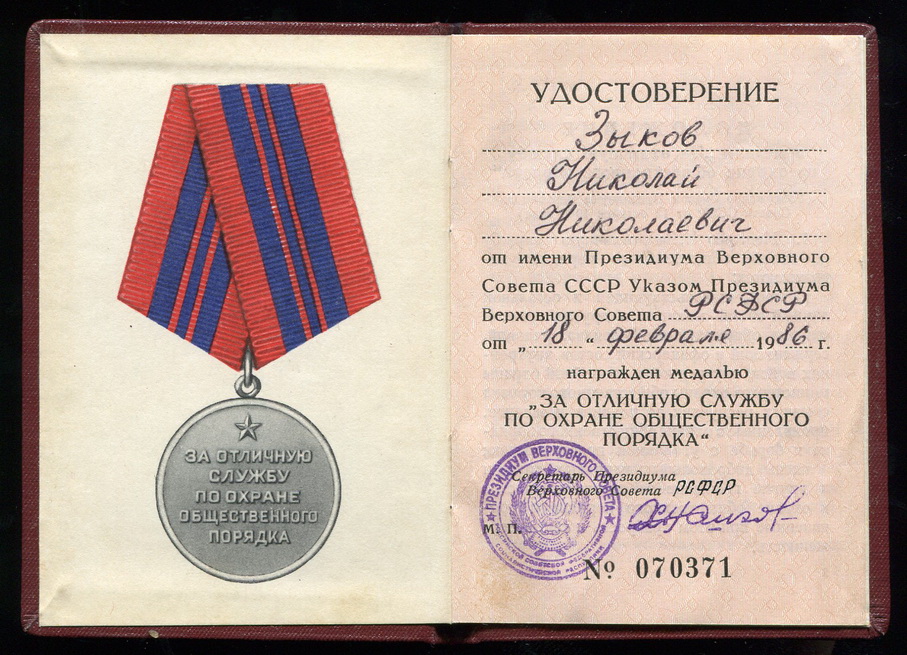 ЗА ОТЛИЧНУЮ
СЛУЖБУ
ПО ОХРАНЕ
ОБЩЕСТВЕННОГО
ПОРЯДКА
УДОСТОВЕРЕНИЕ
Зыков
Николай
Николаевич
от имени Президиума Верховного
Совета СССР Указом Президиума
Верховного Совета РСФСР
от „18“ февраля 1986 г.
награжден медалью
„ЗА ОТЛИЧНУЮ СЛУЖБУ
ПО ОХРАНЕ ОБЩЕСТВЕННОГО
ПОРЯДКА“
Секретарь Президиума
Верховного Совета РСФСР
ПРЕЗИДИУМ ВЕРХОВНОГО СОВЕТА
М. П.
№ 070371